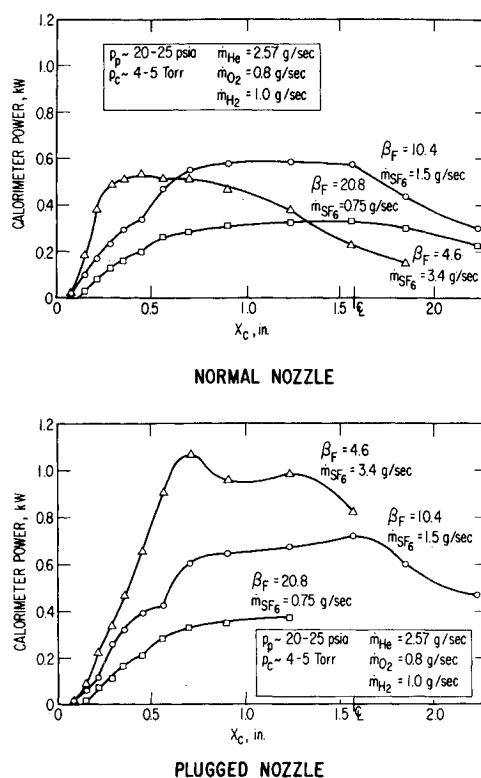 1.2
1.0
0.8
0.6
0.4
0.2
0
CALORIMETER POWER, kW
pp ~ 20-25 psia ṁHe = 2.57 g/sec
pc ~ 4-5 Torr ṁO2 = 0.8 g/sec
ṁH2 = 1.0 g/sec
βF = 10.4
ṁSF6 = 1.5 g/sec
βF = 20.8
ṁSF6 = 0.75 g/sec
βF = 4.6
ṁSF6 = 3.4 g/sec
0 0.5 1.0 1.5 ℄ 2.0
Xc, in.
NORMAL NOZZLE
1.2
1.0
0.8
0.6
0.4
0.2
0
CALORIMETER POWER, kW
βF = 4.6
ṁSF6 = 3.4 g/sec
βF = 10.4
ṁSF6 = 1.5 g/sec
βF = 20.8
ṁSF6 = 0.75 g/sec
pp ~ 20-25 psia ṁHe = 2.57 g/sec
pc ~ 4-5 Torr ṁO2 = 0.8 g/sec
ṁH2 = 1.0 g/sec
0 0.5 1.0 1.5 ℄ 2.0
Xc, in.
PLUGGED NOZZLE